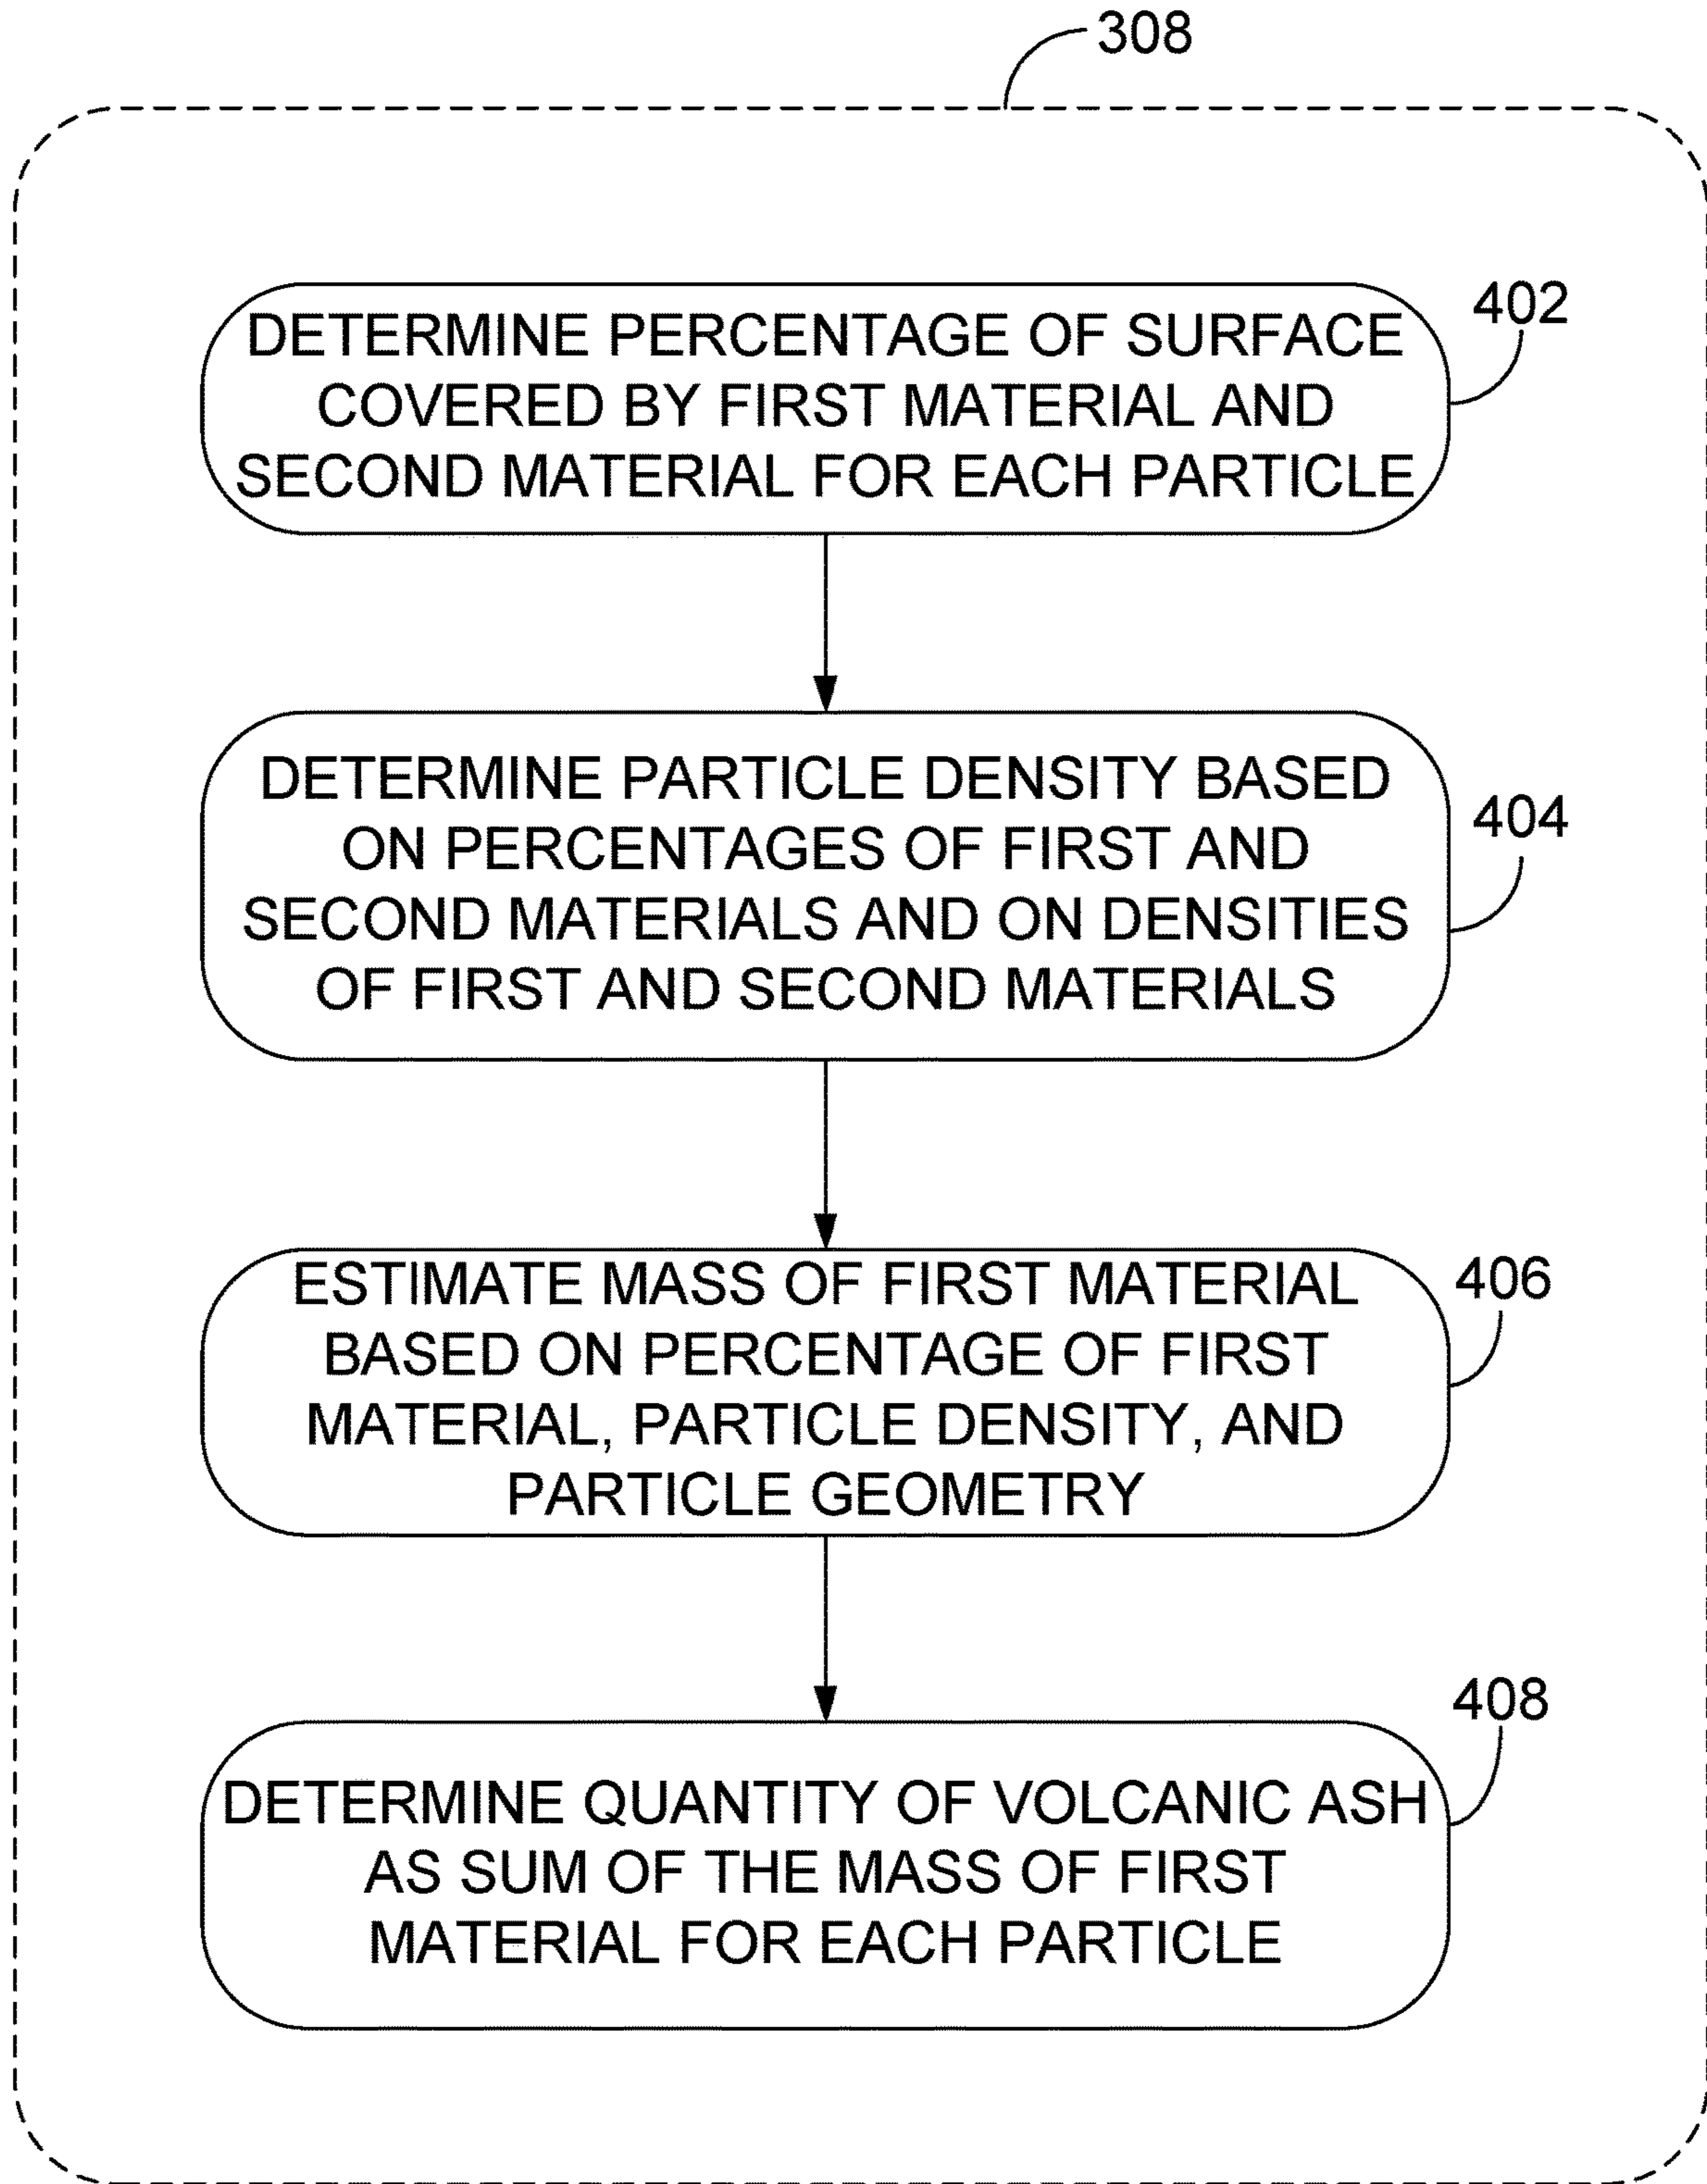 308
DETERMINE PERCENTAGE OF SURFACE
COVERED BY FIRST MATERIAL AND
SECOND MATERIAL FOR EACH PARTICLE
402
DETERMINE PARTICLE DENSITY BASED
ON PERCENTAGES OF FIRST AND
SECOND MATERIALS AND ON DENSITIES
OF FIRST AND SECOND MATERIALS
404
ESTIMATE MASS OF FIRST MATERIAL
BASED ON PERCENTAGE OF FIRST
MATERIAL, PARTICLE DENSITY, AND
PARTICLE GEOMETRY
406
DETERMINE QUANTITY OF VOLCANIC ASH
AS SUM OF THE MASS OF FIRST
MATERIAL FOR EACH PARTICLE
408